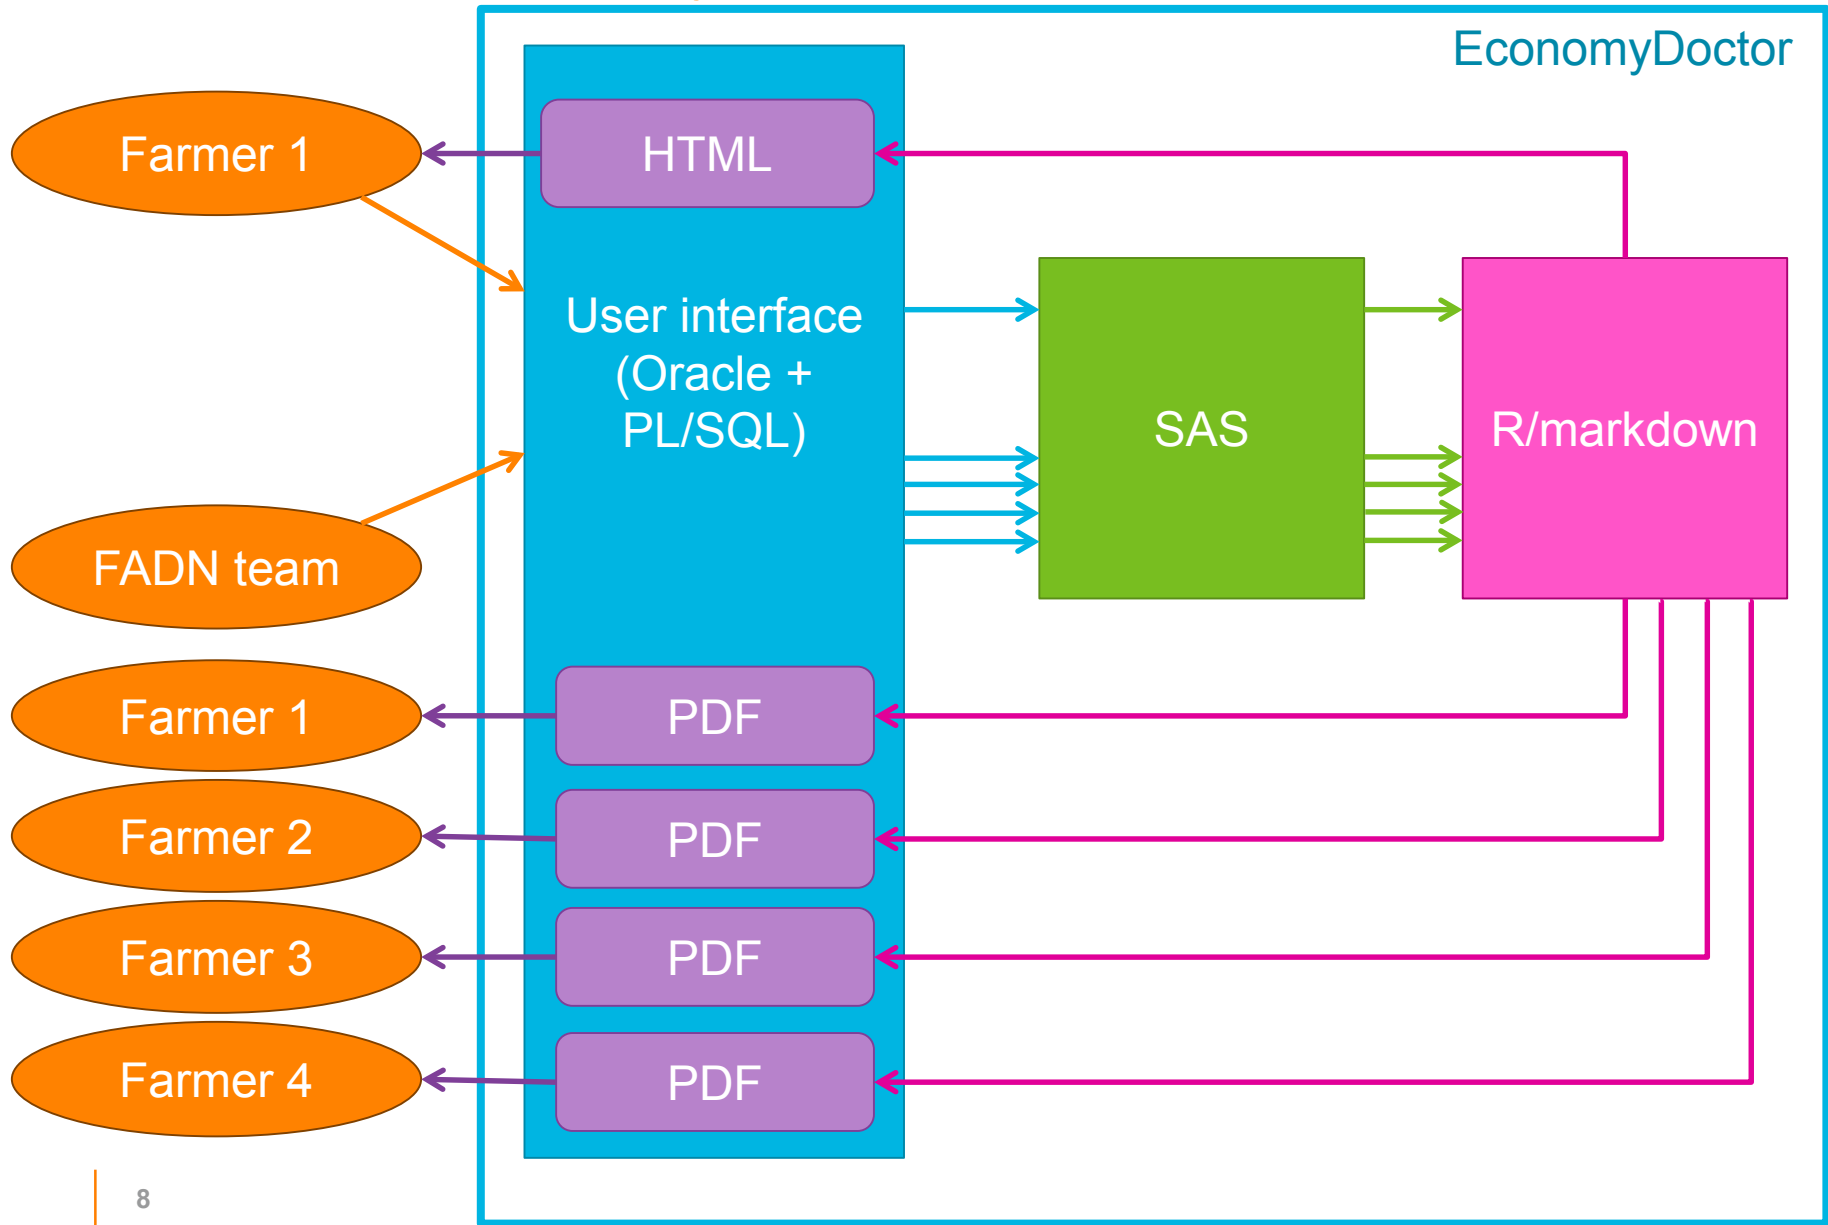 EconomyDoctor
Farmer 1
HTML
User interface
(Oracle +
PL/SQL)
SAS
R/markdown
FADN team
Farmer 1
PDF
Farmer 2
PDF
Farmer 3
PDF
Farmer 4
PDF
8